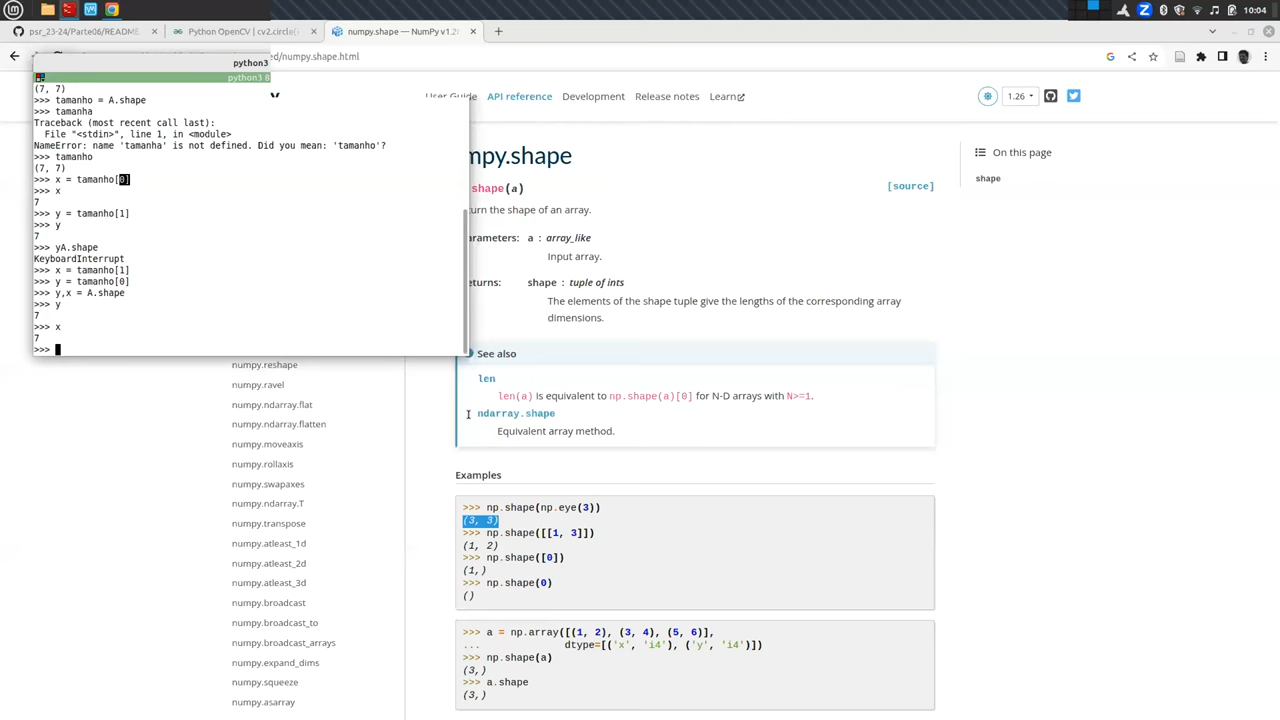 10:04
psr_23-24/Parte06/README
Python OpenCV | cv2.circle()
numpy.shape — NumPy v1.2
ed/numpy.shape.html
python3
python3 8
User Guide
API reference
Development
Release notes
Learn
1.26
(7, 7)
>>> tamanho = A.shape
>>> tamanha
Traceback (most recent call last):
File "<stdin>", line 1, in <module>
NameError: name 'tamanha' is not defined. Did you mean: 'tamanho'?
>>> tamanho
(7, 7)
>>> x = tamanho[0]
>>> x
7
>>> y = tamanho[1]
>>> y
7
>>> yA.shape
KeyboardInterrupt
>>> x = tamanho[1]
>>> y = tamanho[0]
>>> y,x = A.shape
>>> y
7
>>> x
7
>>>
numpy.reshape
numpy.ravel
numpy.ndarray.flat
numpy.ndarray.flatten
numpy.moveaxis
numpy.rollaxis
numpy.swapaxes
numpy.ndarray.T
numpy.transpose
numpy.atleast_1d
numpy.atleast_2d
numpy.atleast_3d
numpy.broadcast
numpy.broadcast_to
numpy.broadcast_arrays
numpy.expand_dims
numpy.squeeze
numpy.asarray
mpy.shape
shape(a)
[source]
turn the shape of an array.
arameters:
a : array_like
Input array.
eturns:
shape : tuple of ints
The elements of the shape tuple give the lengths of the corresponding array
dimensions.
See also
len
len(a) is equivalent to np.shape(a)[0] for N-D arrays with N>=1.
ndarray.shape
Equivalent array method.
Examples
>>> np.shape(np.eye(3))
(3, 3)
>>> np.shape([[1, 3]])
(1, 2)
>>> np.shape([0])
(1,)
>>> np.shape(0)
()
>>> a = np.array([(1, 2), (3, 4), (5, 6)],
... dtype=[('x', 'i4'), ('y', 'i4')])
>>> np.shape(a)
(3,)
>>> a.shape
(3,)
On this page
shape